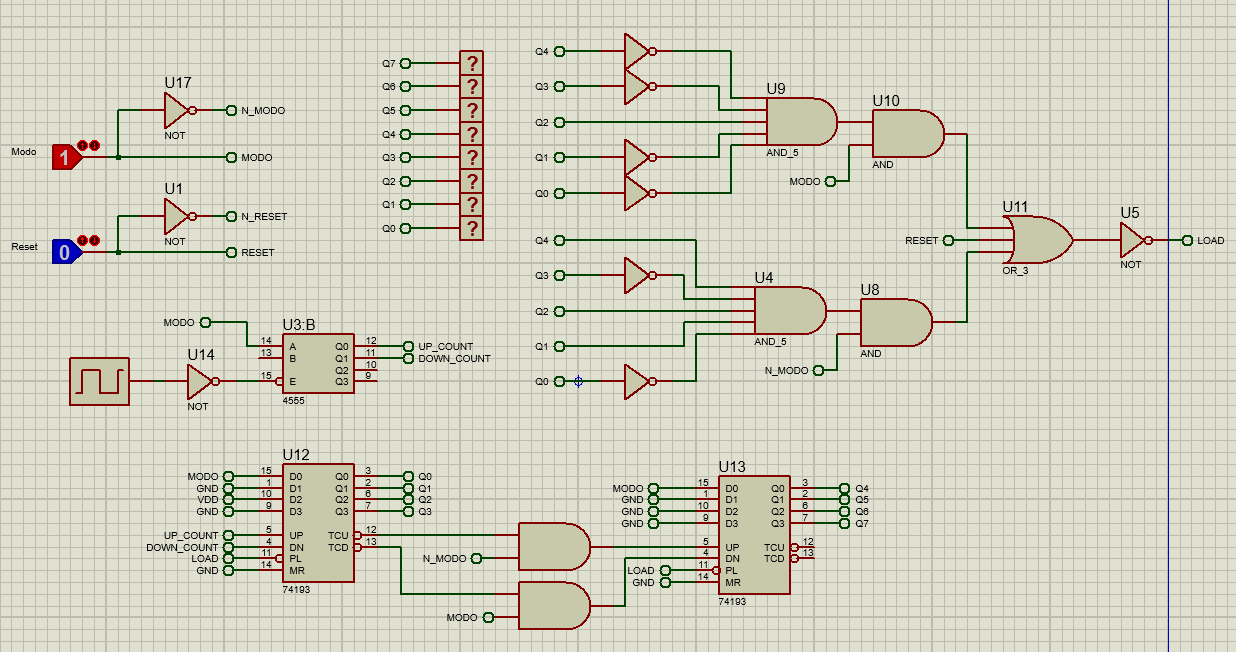 U17
N_MODO
NOT
Modo
1
MODO
U1
N_RESET
NOT
Reset
0
RESET
Q7 ?
Q6 ?
Q5 ?
Q4 ?
Q3 ?
Q2 ?
Q1 ?
Q0 ?
Q4
Q3
Q2
Q1
Q0
U9
AND_5
U10
AND
MODO
Q4
Q3
Q2
Q1
Q0
U4
AND_5
U8
AND
N_MODO
RESET
U11
OR_3
U5
NOT
LOAD
MODO
U14
NOT
U3:B
14 A Q0 12 UP_COUNT
13 B Q1 11 DOWN_COUNT
Q2 10
15 E Q3 9
4555
U12
MODO 15 D0 Q0 3 Q0
GND 1 D1 Q1 2 Q1
VDD 10 D2 Q2 6 Q2
GND 9 D3 Q3 7 Q3
UP_COUNT 5 UP TCU 12
DOWN_COUNT 4 DN TCD 13
LOAD 11 PL
GND 14 MR
74193
N_MODO
MODO
U13
MODO 15 D0 Q0 3 Q4
GND 1 D1 Q1 2 Q5
GND 10 D2 Q2 6 Q6
GND 9 D3 Q3 7 Q7
5 UP TCU 12
4 DN TCD 13
LOAD 11 PL
GND 14 MR
74193